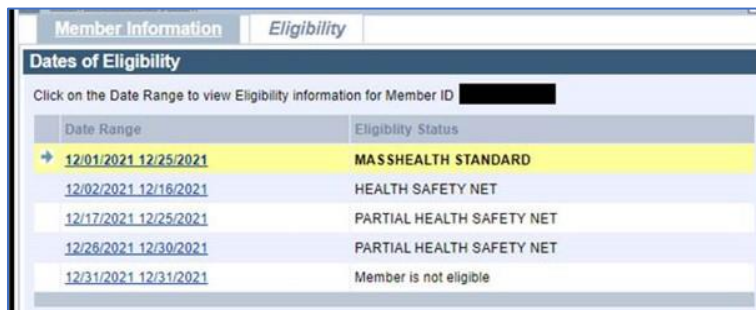 Member Information Eligibility
Dates of Eligibility
Click on the Date Range to view Eligibility information for Member ID
Date Range Eligiblity Status
12/01/2021 12/25/2021 MASSHEALTH STANDARD
12/02/2021 12/16/2021 HEALTH SAFETY NET
12/17/2021 12/25/2021 PARTIAL HEALTH SAFETY NET
12/26/2021 12/30/2021 PARTIAL HEALTH SAFETY NET
12/31/2021 12/31/2021 Member is not eligible